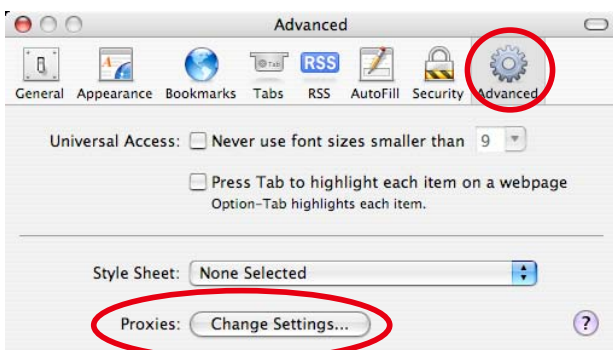 Advanced
Tab
RSS
General Appearance Bookmarks Tabs RSS AutoFill Security Advanced
Universal Access: Never use font sizes smaller than 9
Press Tab to highlight each item on a webpage
Option-Tab highlights each item.
Style Sheet: None Selected
Proxies: Change Settings... ?